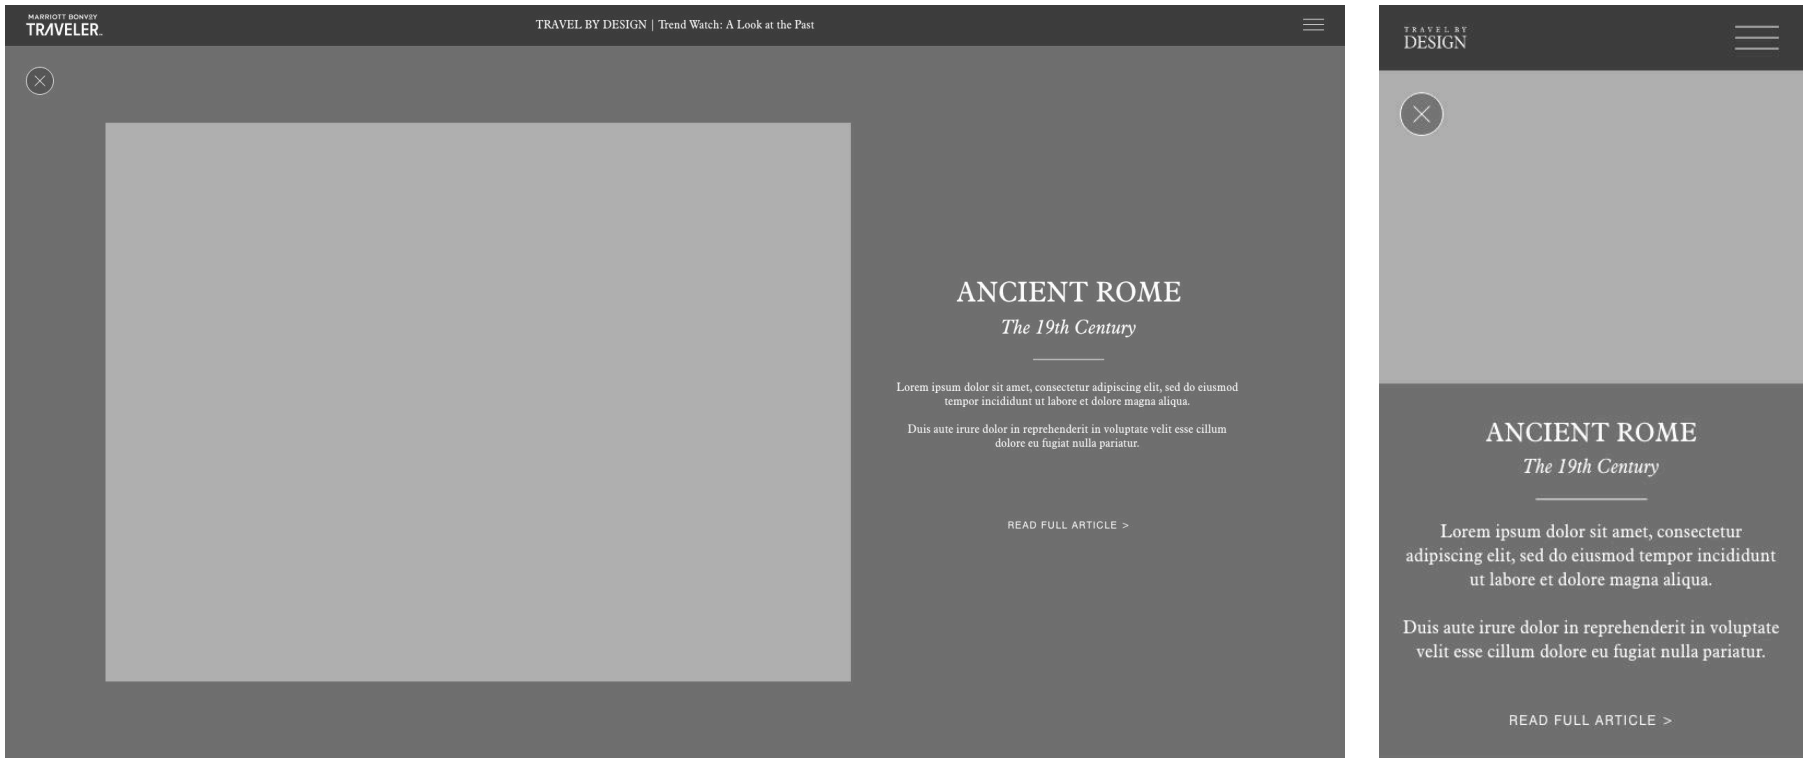 MARRIOTT BONVOY
TRAVELER
TRAVEL BY DESIGN | Trend Watch: A Look at the Past
ANCIENT ROME
The 19th Century
Lorem ipsum dolor sit amet, consectetur adipiscing elit, sed do eiusmod
tempor incididunt ut labore et dolore magna aliqua.
Duis aute irure dolor in reprehenderit in voluptate velit esse cillum
dolore eu fugiat nulla pariatur.
READ FULL ARTICLE >
TRAVEL BY
DESIGN
ANCIENT ROME
The 19th Century
Lorem ipsum dolor sit amet, consectetur
adipiscing elit, sed do eiusmod tempor incididunt
ut labore et dolore magna aliqua.
Duis aute irure dolor in reprehenderit in voluptate
velit esse cillum dolore eu fugiat nulla pariatur.
READ FULL ARTICLE >